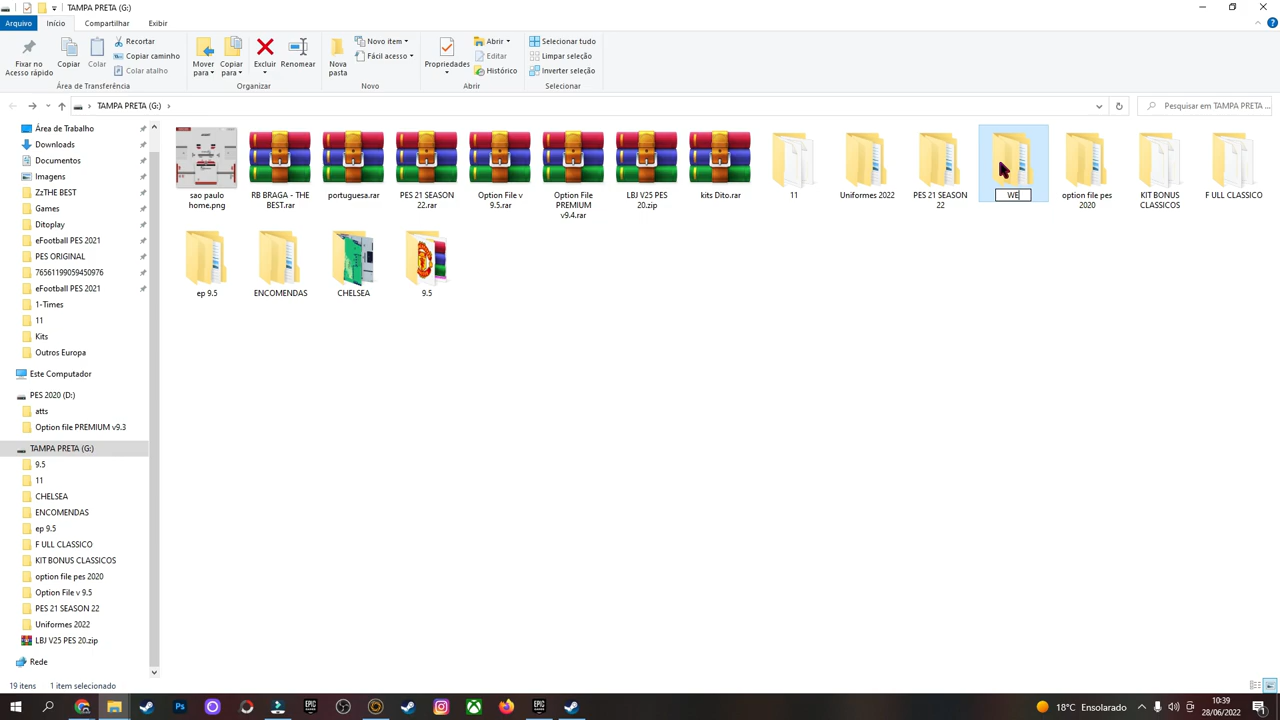 TAMPA PRETA (G:)
Arquivo Início Compartilhar Exibir
Fixar no Acesso rápido
Copiar
Colar
Recortar
Copiar caminho
Colar atalho
Mover para
Copiar para
Excluir
Renomear
Nova pasta
Novo item
Fácil acesso
Propriedades
Abrir
Editar
Histórico
Selecionar tudo
Limpar seleção
Inverter seleção
Área de Transferência Organizar Novo Abrir Selecionar
TAMPA PRETA (G:)
Pesquisar em TAMPA PRETA ...
Área de Trabalho
Downloads
Documentos
Imagens
ZzTHE BEST
Games
Ditoplay
eFootball PES 2021
PES ORIGINAL
76561199059450976
eFootball PES 2021
1-Times
11
Kits
Outros Europa
Este Computador
PES 2020 (D:)
atts
Option file PREMIUM v9.3
TAMPA PRETA (G:)
9.5
11
CHELSEA
ENCOMENDAS
ep 9.5
F ULL CLASSICO
KIT BONUS CLASSICOS
option file pes 2020
Option File v 9.5
PES 21 SEASON 22
Uniformes 2022
LBJ V25 PES 20.zip
Rede
sao paulo
home.png
RB BRAGA - THE
BEST.rar
portuguesa.rar
PES 21 SEASON
22.rar
Option File v
9.5.rar
Option File
PREMIUM
v9.4.rar
LBJ V25 PES
20.zip
kits Dito.rar
11
Uniformes 2022
PES 21 SEASON
22
WE
option file pes
2020
KIT BONUS
CLASSICOS
F ULL CLASSICO
ep 9.5
ENCOMENDAS
CHELSEA
9.5
19 itens 1 item selecionado
18°C Ensolarado
10:39
28/06/2022